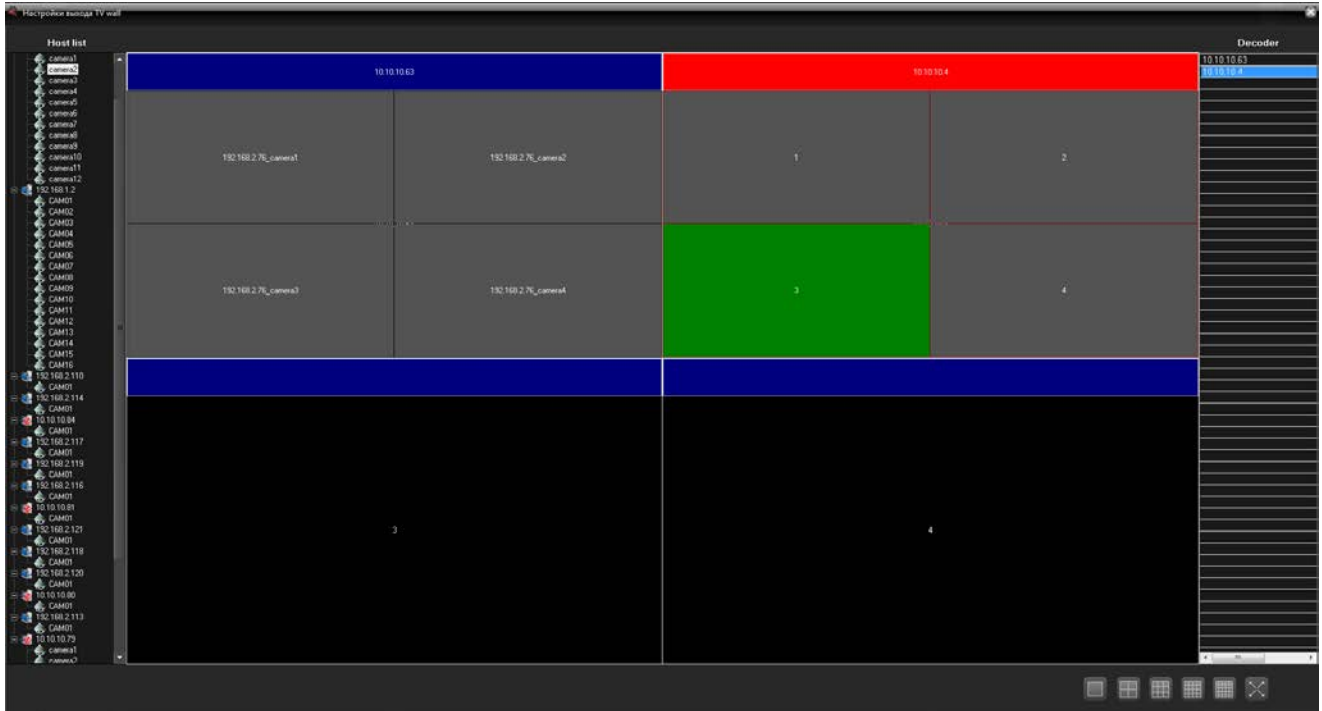 Настройки выхода TV wall
Host list
camera1
camera2
camera3
camera4
camera5
camera6
camera7
camera8
camera9
camera10
camera11
camera12
192.168.1.2
CAM01
CAM02
CAM03
CAM04
CAM05
CAM06
CAM07
CAM08
CAM09
CAM10
CAM11
CAM12
CAM13
CAM14
CAM15
CAM16
192.168.2.110
CAM01
192.168.2.114
CAM01
10.10.10.84
CAM01
192.168.2.117
CAM01
192.168.2.119
CAM01
192.168.2.116
CAM01
10.10.10.81
CAM01
192.168.2.121
CAM01
192.168.2.118
CAM01
192.168.2.120
CAM01
10.10.10.80
CAM01
192.168.2.113
CAM01
10.10.10.79
camera1
camera2
10.10.10.63
10.10.10.4
192.168.2.76_camera1
192.168.2.76_camera2
1
2
192.168.2.76_camera3
192.168.2.76_camera4
3
4
3
4
Decoder
10.10.10.63
10.10.10.4